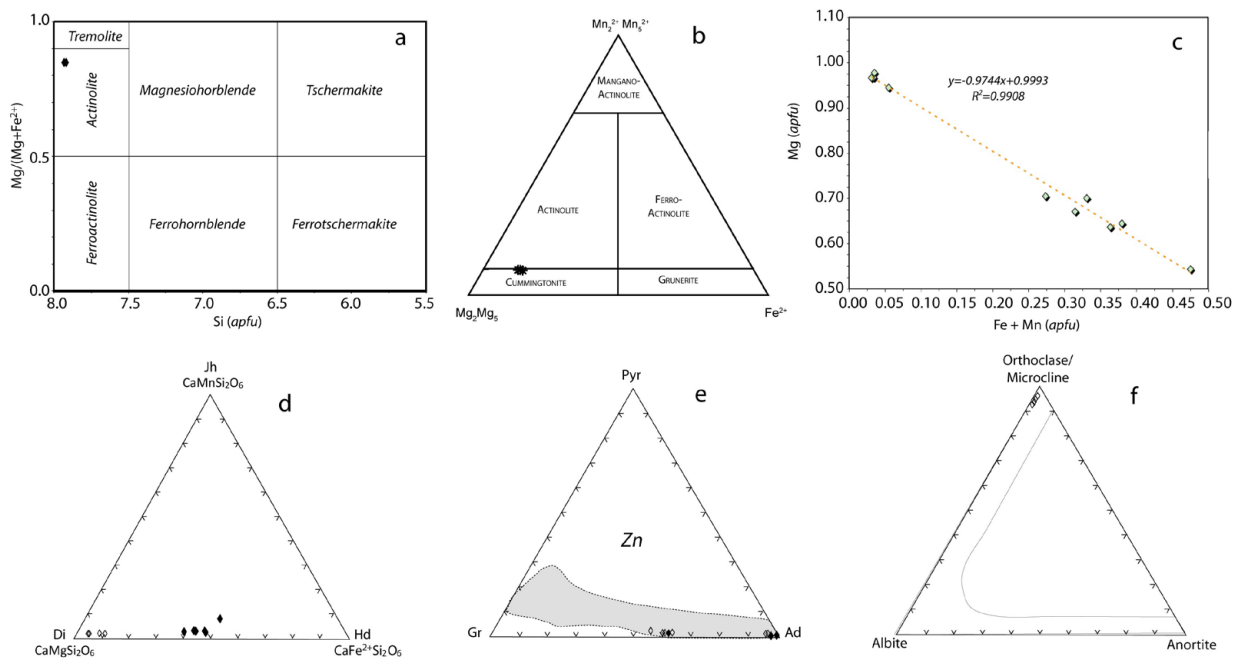 a
1.0
0.5
0.0
Mg/(Mg+Fe²⁺)
Tremolite
Actinolite
Magnesiohorblende
Tschermakite
Ferroactinolite
Ferrohornblende
Ferrotschermakite
8.0 7.5 7.0 6.5 6.0 5.5
Si (apfu)
b
Mn₂²⁺ Mn₅²⁺
Mangano-
Actinolite
Actinolite
Ferro-
Actinolite
Cummingtonite
Grunerite
Mg₂Mg₅
Fe²⁺
c
1.10
1.00
0.90
0.80
0.70
0.60
0.50
Mg (apfu)
y=-0.9744x+0.9993
R²=0.9908
0.00 0.05 0.10 0.15 0.20 0.25 0.30 0.35 0.40 0.45 0.50
Fe + Mn (apfu)
d
Jh
CaMnSi₂O₆
Di
CaMgSi₂O₆
Hd
CaFe²⁺Si₂O₆
e
Pyr
Zn
Gr
Ad
f
Orthoclase/
Microcline
Albite
Anortite